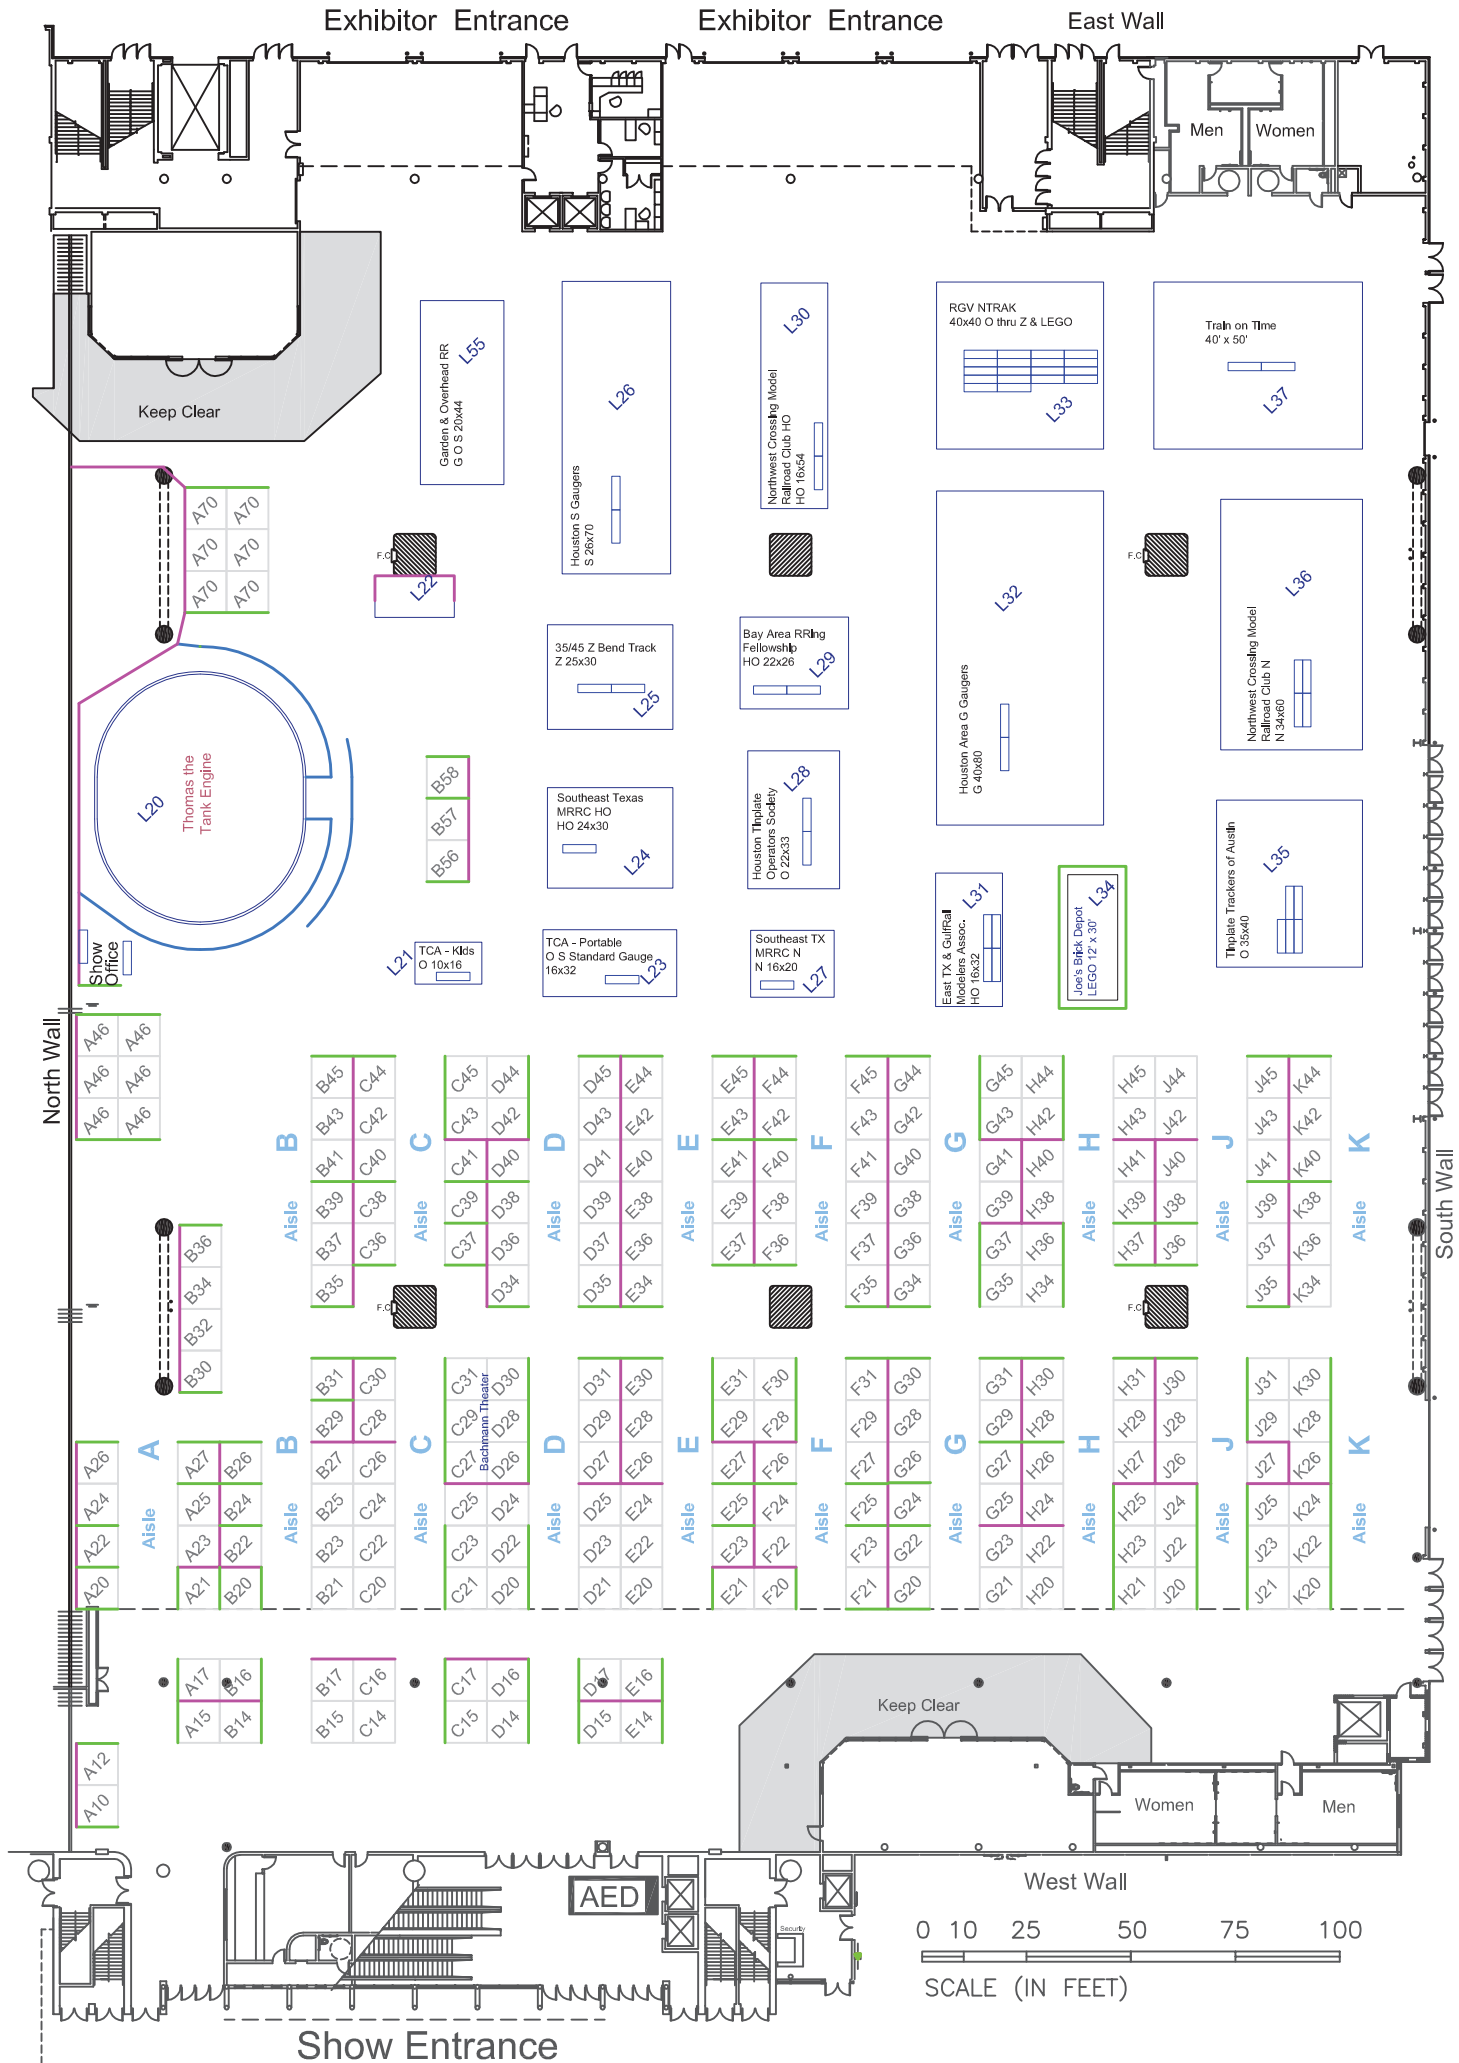 Exhibitor Entrance
Exhibitor Entrance
East Wall
Men
Women
Keep Clear
Garden & Overhead RR
G O S 20x44
L55
Houston S Gaugers
S 26x70
L26
Northwest Crossing Model
Railroad Club HO
HO 16x54
L30
RGV NTRAK
40x40 O thru Z & LEGO
L33
Train on Time
40' x 50'
L37
A70 A70
A70 A70
A70 A70
F.C
L22
F.C
35/45 Z Bend Track
Z 25x30
L25
Bay Area RRing
Fellowship
HO 22x26
L29
Houston Area G Gaugers
G 40x80
L32
Northwest Crossing Model
Railroad Club N
N 34x60
L36
L20
Thomas the
Tank Engine
B58
B57
B56
Southeast Texas
MRRC HO
HO 24x30
L24
Houston Tinplate
Operators Society
O 22x33
L28
Tinplate Trackers of Austin
O 35x40
L35
Show
Office
L21
TCA - Kids
O 10x16
TCA - Portable
O S Standard Gauge
16x32
L23
Southeast TX
MRRC N
N 16x20
L27
East TX & GulfRail
Modelers Assoc.
HO 16x32
L31
Joe's Brick Depot
LEGO 12' x 30'
L34
North Wall
South Wall
A46 A46
A46 A46
A46 A46
B45 C44 C45 D44 D45 E44 E45 F44 F45 G44 G45 H44 H45 J44 J45 K44
B43 C42 C43 D42 D43 E42 E43 F42 F43 G42 G43 H42 H43 J42 J43 K42
B41 C40 C41 D40 D41 E40 E41 F40 F41 G40 G41 H40 H41 J40 J41 K40
B39 C38 C39 D38 D39 E38 E39 F38 F39 G38 G39 H38 H39 J38 J39 K38
B37 C36 C37 D36 D37 E36 E37 F36 F35 G34 G37 H36 H37 J36 J37 K36
B35 D34 D35 E34 G35 H34 J35 K34
Aisle B
Aisle C
Aisle D
Aisle E
Aisle F
Aisle G
Aisle H
Aisle J
Aisle K
B36
B34
B32
B30
F.C
F.C
B31 C30 C31 D30 D31 E30 E31 F30 F31 G30 G31 H30 H31 J30 J31 K30
B29 C28 C29 D28 D29 E28 E29 F28 F29 G28 G29 H28 H29 J28 J29 K28
Bachmann Theater
A26 A27 B26 B27 C26 C27 D26 D27 E26 E27 F26 F27 G26 G27 H26 H27 J26 J27 K26
A24 A25 B24 B25 C24 C25 D24 D25 E24 E25 F24 F25 G24 G25 H24 H25 J24 J25 K24
A22 A23 B22 B23 C22 C23 D22 D23 E22 E23 F22 F23 G22 G23 H22 H23 J22 J23 K22
A20 A21 B20 B21 C20 C21 D20 D21 E20 E21 F20 F21 G20 G21 H20 H21 J20 J21 K20
Aisle A
Aisle B
Aisle C
Aisle D
Aisle E
Aisle F
Aisle G
Aisle H
Aisle J
Aisle K
A17 B16 B17 C16 C17 D16 D17 E16
A15 B14 B15 C14 C15 D14 D15 E14
A12
A10
Keep Clear
Women
Men
West Wall
AED
Security
0 10 25 50 75 100
SCALE (IN FEET)
Show Entrance